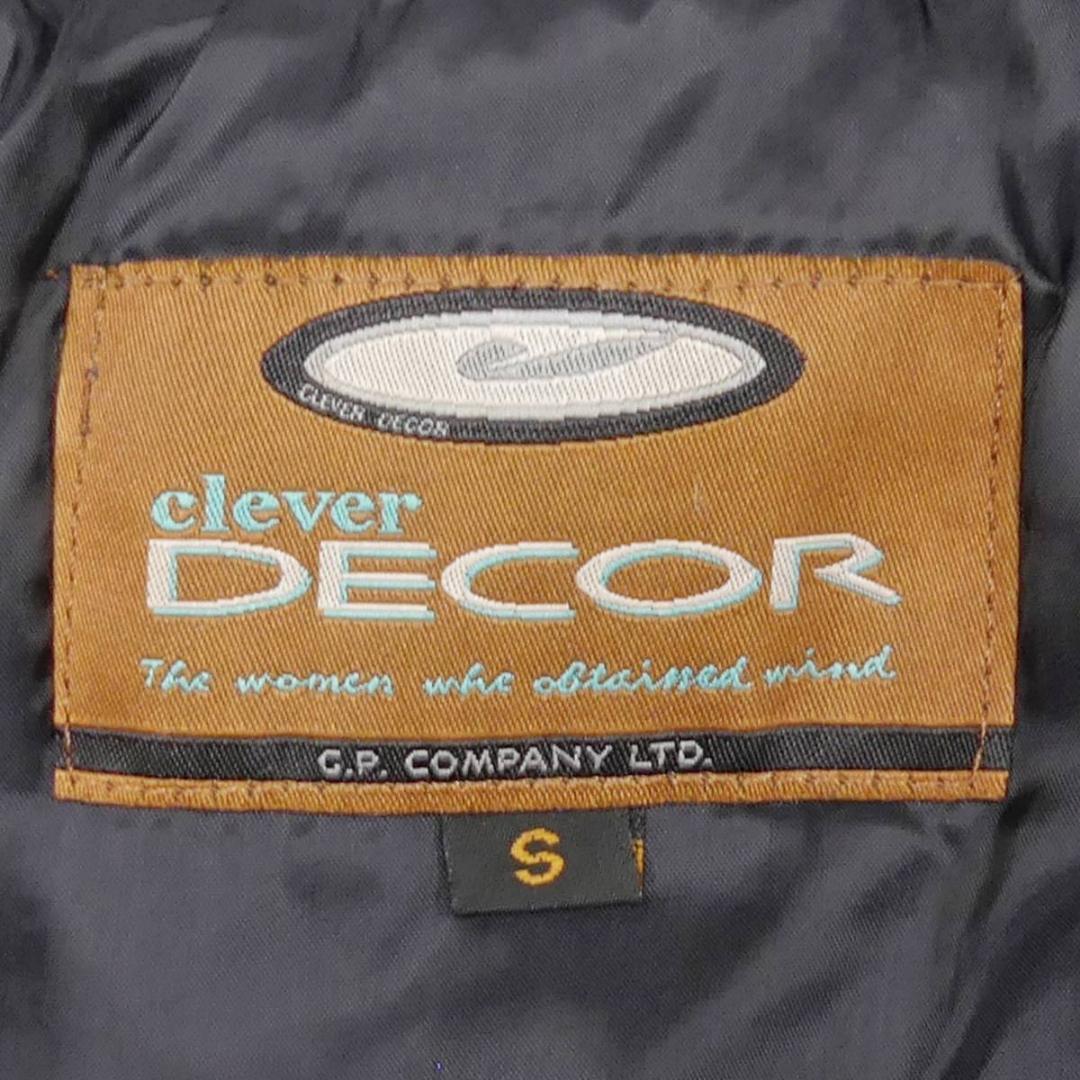 CLEVER DECOR
clever
DECOR
The women who obtained wind
G.P. COMPANY LTD.
S